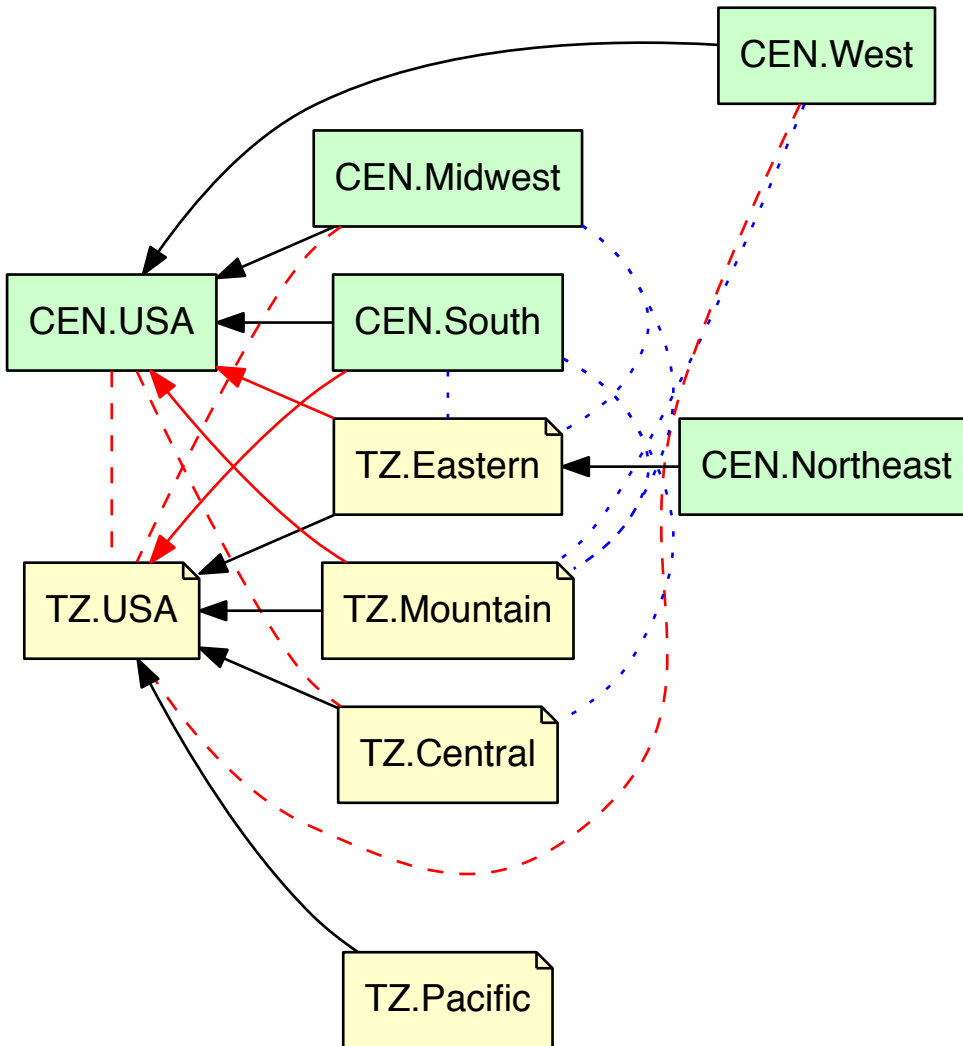 CEN.West
CEN.Midwest
CEN.USA
CEN.South
TZ.Eastern
CEN.Northeast
TZ.USA
TZ.Mountain
TZ.Central
TZ.Pacific